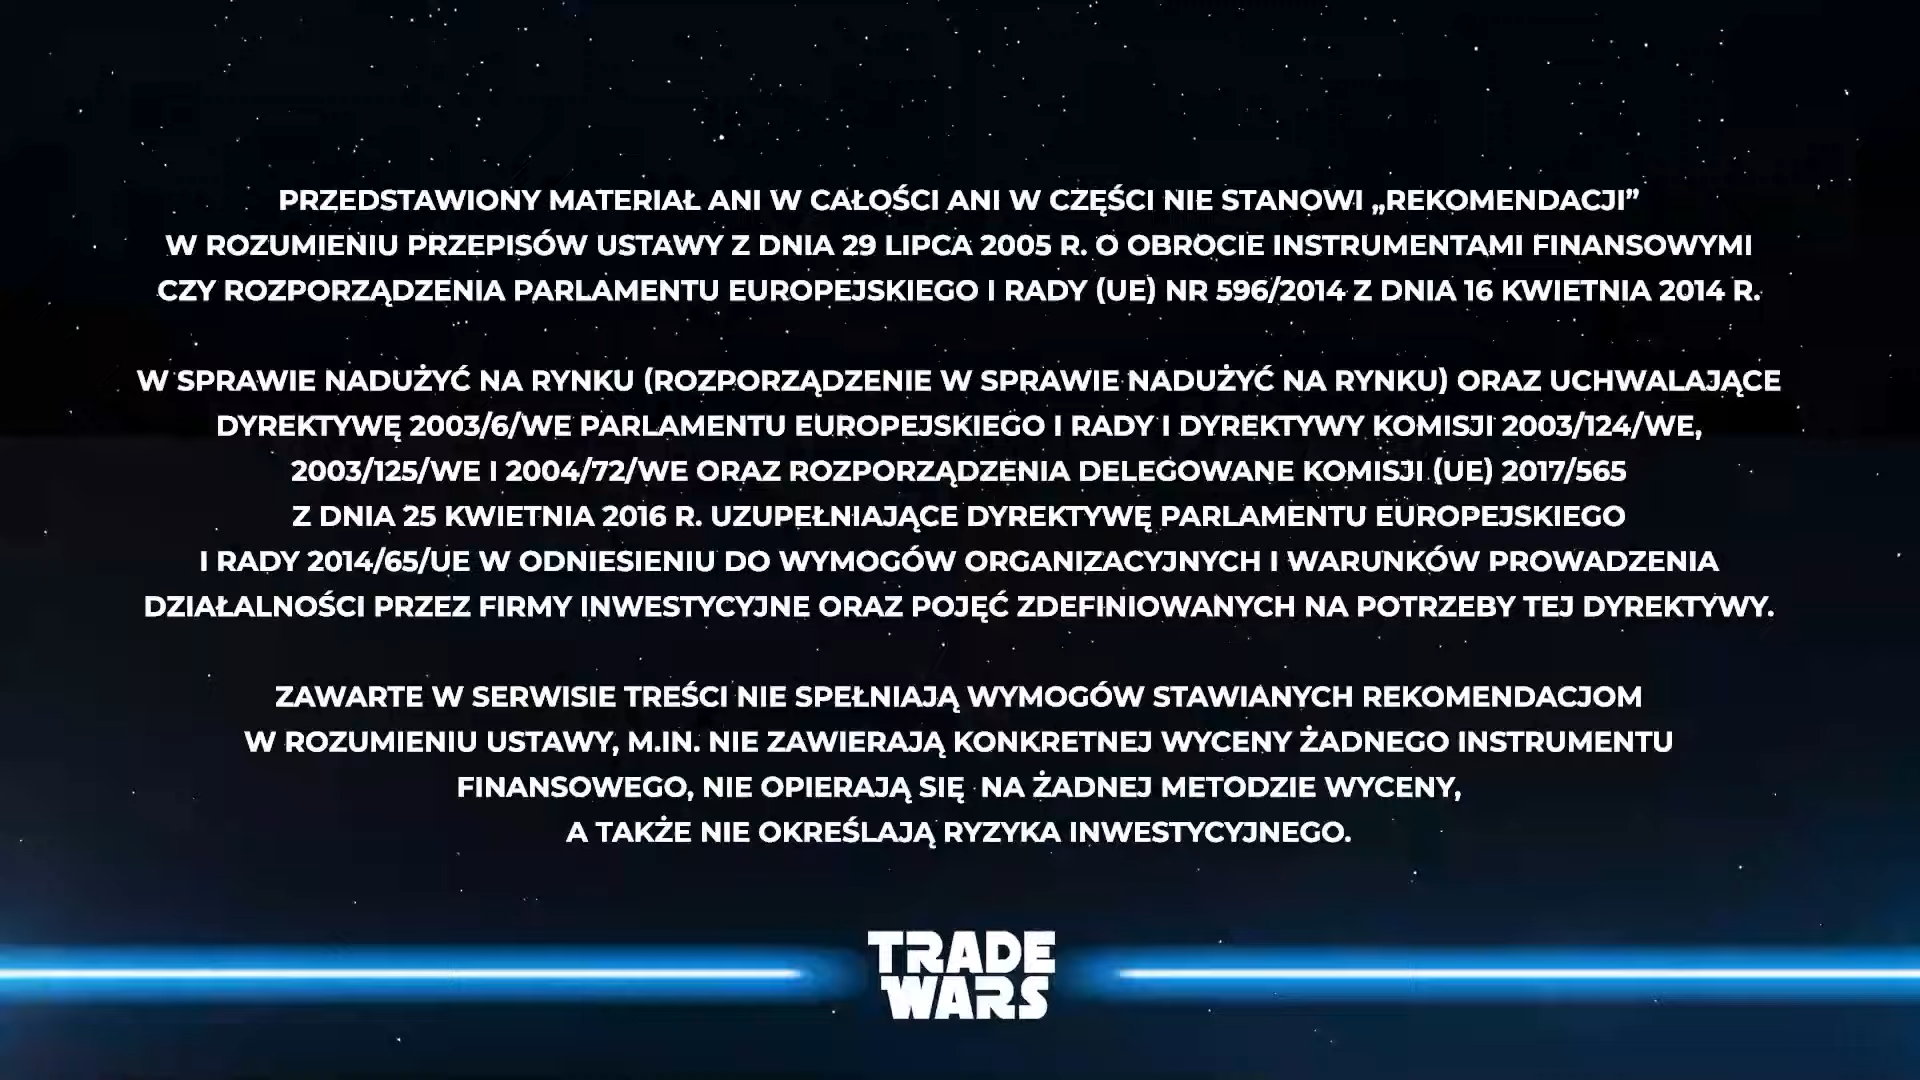 PRZEDSTAWIONY MATERIAŁ ANI W CAŁOŚCI ANI W CZĘŚCI NIE STANOWI „REKOMENDACJI”
W ROZUMIENIU PRZEPISÓW USTAWY Z DNIA 29 LIPCA 2005 R. O OBROCIE INSTRUMENTAMI FINANSOWYMI
CZY ROZPORZĄDZENIA PARLAMENTU EUROPEJSKIEGO I RADY (UE) NR 596/2014 Z DNIA 16 KWIETNIA 2014 R.
W SPRAWIE NADUŻYĆ NA RYNKU (ROZPORZĄDZENIE W SPRAWIE NADUŻYĆ NA RYNKU) ORAZ UCHWALAJĄCE
DYREKTYWĘ 2003/6/WE PARLAMENTU EUROPEJSKIEGO I RADY I DYREKTYWY KOMISJI 2003/124/WE,
2003/125/WE I 2004/72/WE ORAZ ROZPORZĄDZENIA DELEGOWANE KOMISJI (UE) 2017/565
Z DNIA 25 KWIETNIA 2016 R. UZUPEŁNIAJĄCE DYREKTYWĘ PARLAMENTU EUROPEJSKIEGO
I RADY 2014/65/UE W ODNIESIENIU DO WYMOGÓW ORGANIZACYJNYCH I WARUNKÓW PROWADZENIA
DZIAŁALNOŚCI PRZEZ FIRMY INWESTYCYJNE ORAZ POJĘĆ ZDEFINIOWANYCH NA POTRZEBY TEJ DYREKTYWY.
ZAWARTE W SERWISIE TREŚCI NIE SPEŁNIAJĄ WYMOGÓW STAWIANYCH REKOMENDACJOM
W ROZUMIENIU USTAWY, M.IN. NIE ZAWIERAJĄ KONKRETNEJ WYCENY ŻADNEGO INSTRUMENTU
FINANSOWEGO, NIE OPIERAJĄ SIĘ NA ŻADNEJ METODZIE WYCENY,
A TAKŻE NIE OKREŚLAJĄ RYZYKA INWESTYCYJNEGO.
TRADE
WARS